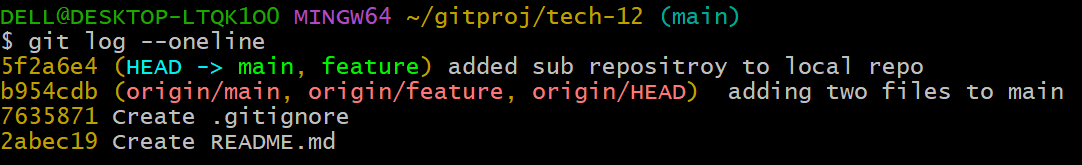 DELL@DESKTOP-LTQK1O0 MINGW64 ~/gitproj/tech-12 (main)
$ git log --oneline
5f2a6e4 (HEAD -> main, feature) added sub repositroy to local repo
b954cdb (origin/main, origin/feature, origin/HEAD)  adding two files to main
7635871 Create .gitignore
2abec19 Create README.md